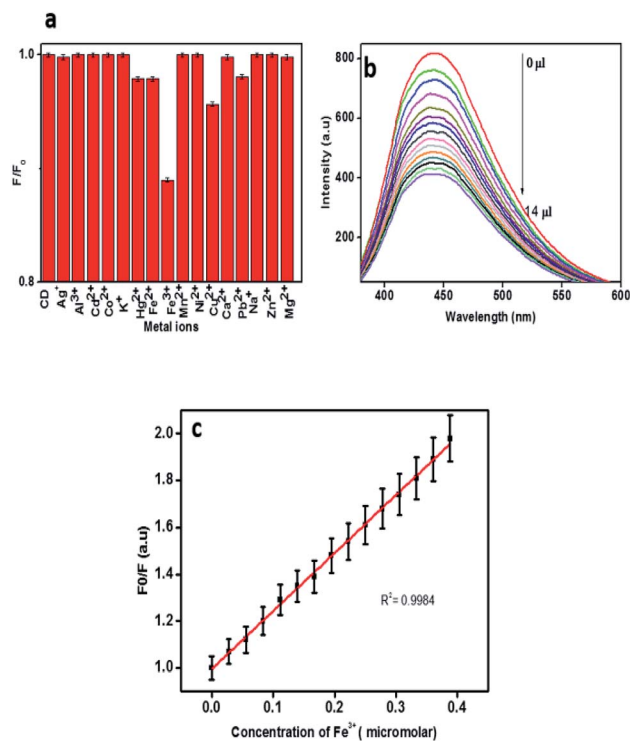 a
1.0
F/Fo
0.8
CD
Ag+
Al3+
Cd2+
Co2+
K+
Hg2+
Fe2+
Fe3+
Mn2+
Ni2+
Cu2+
Ca2+
Pb2+
Na+
Zn2+
Mg2+
Metal ions
b
0 µl
14 µl
800
600
400
200
Intensity (a.u)
400 450 500 550 600
Wavelength (nm)
c
2.0
1.8
1.6
1.4
1.2
1.0
F0/F (a.u)
R2= 0.9984
0.0 0.1 0.2 0.3 0.4
Concentration of Fe3+ ( micromolar)